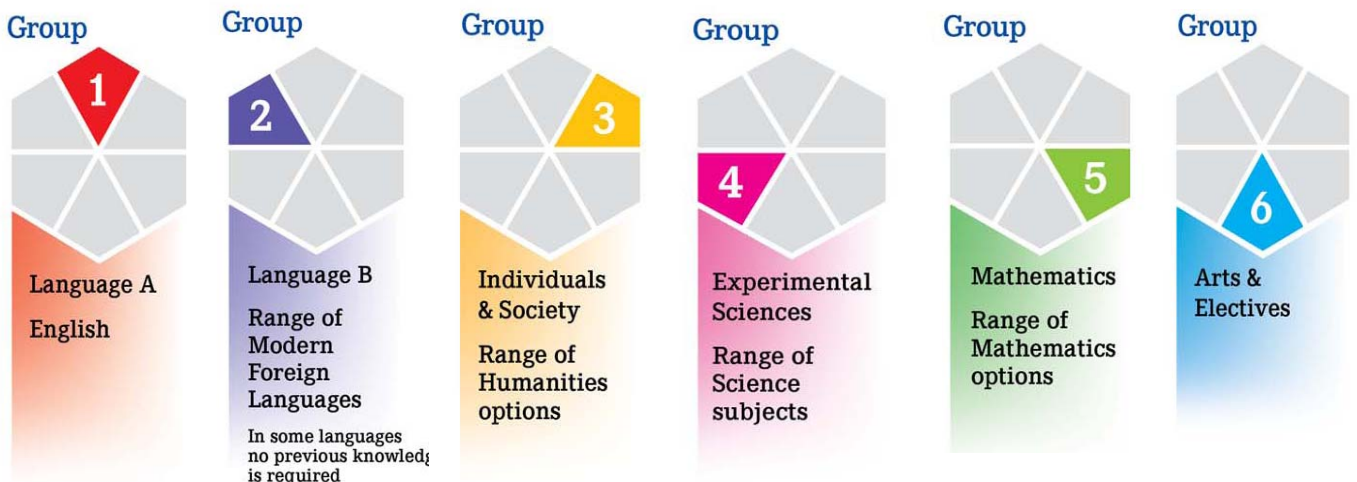 Group
1
Language A
English
Group
2
Language B
Range of
Modern
Foreign
Languages
In some languages
no previous knowledg
is required
Group
3
Individuals
& Society
Range of
Humanities
options
Group
4
Experimental
Sciences
Range of
Science
subjects
Group
5
Mathematics
Range of
Mathematics
options
Group
6
Arts &
Electives